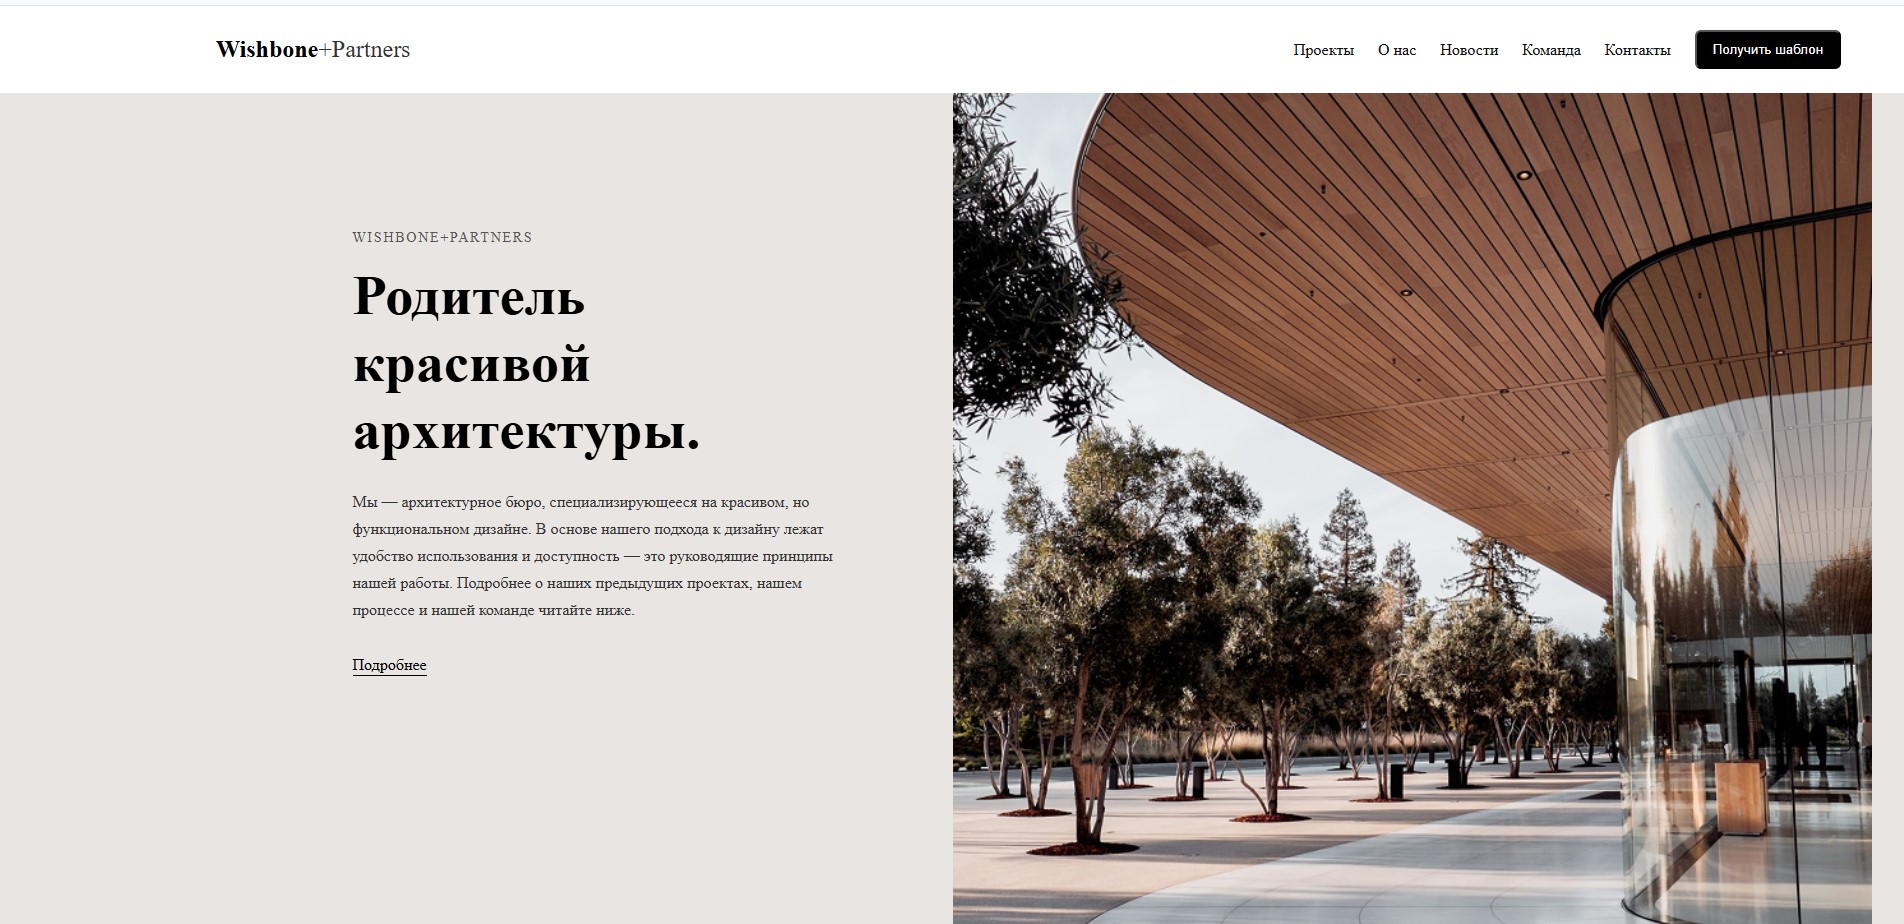 Wishbone+Partners
Проекты О нас Новости Команда Контакты Получить шаблон
WISHBONE+PARTNERS
Родитель
красивой
архитектуры.
Мы — архитектурное бюро, специализирующееся на красивом, но
функциональном дизайне. В основе нашего подхода к дизайну лежат
удобство использования и доступность — это руководящие принципы
нашей работы. Подробнее о наших предыдущих проектах, нашем
процессе и нашей команде читайте ниже.
Подробнее